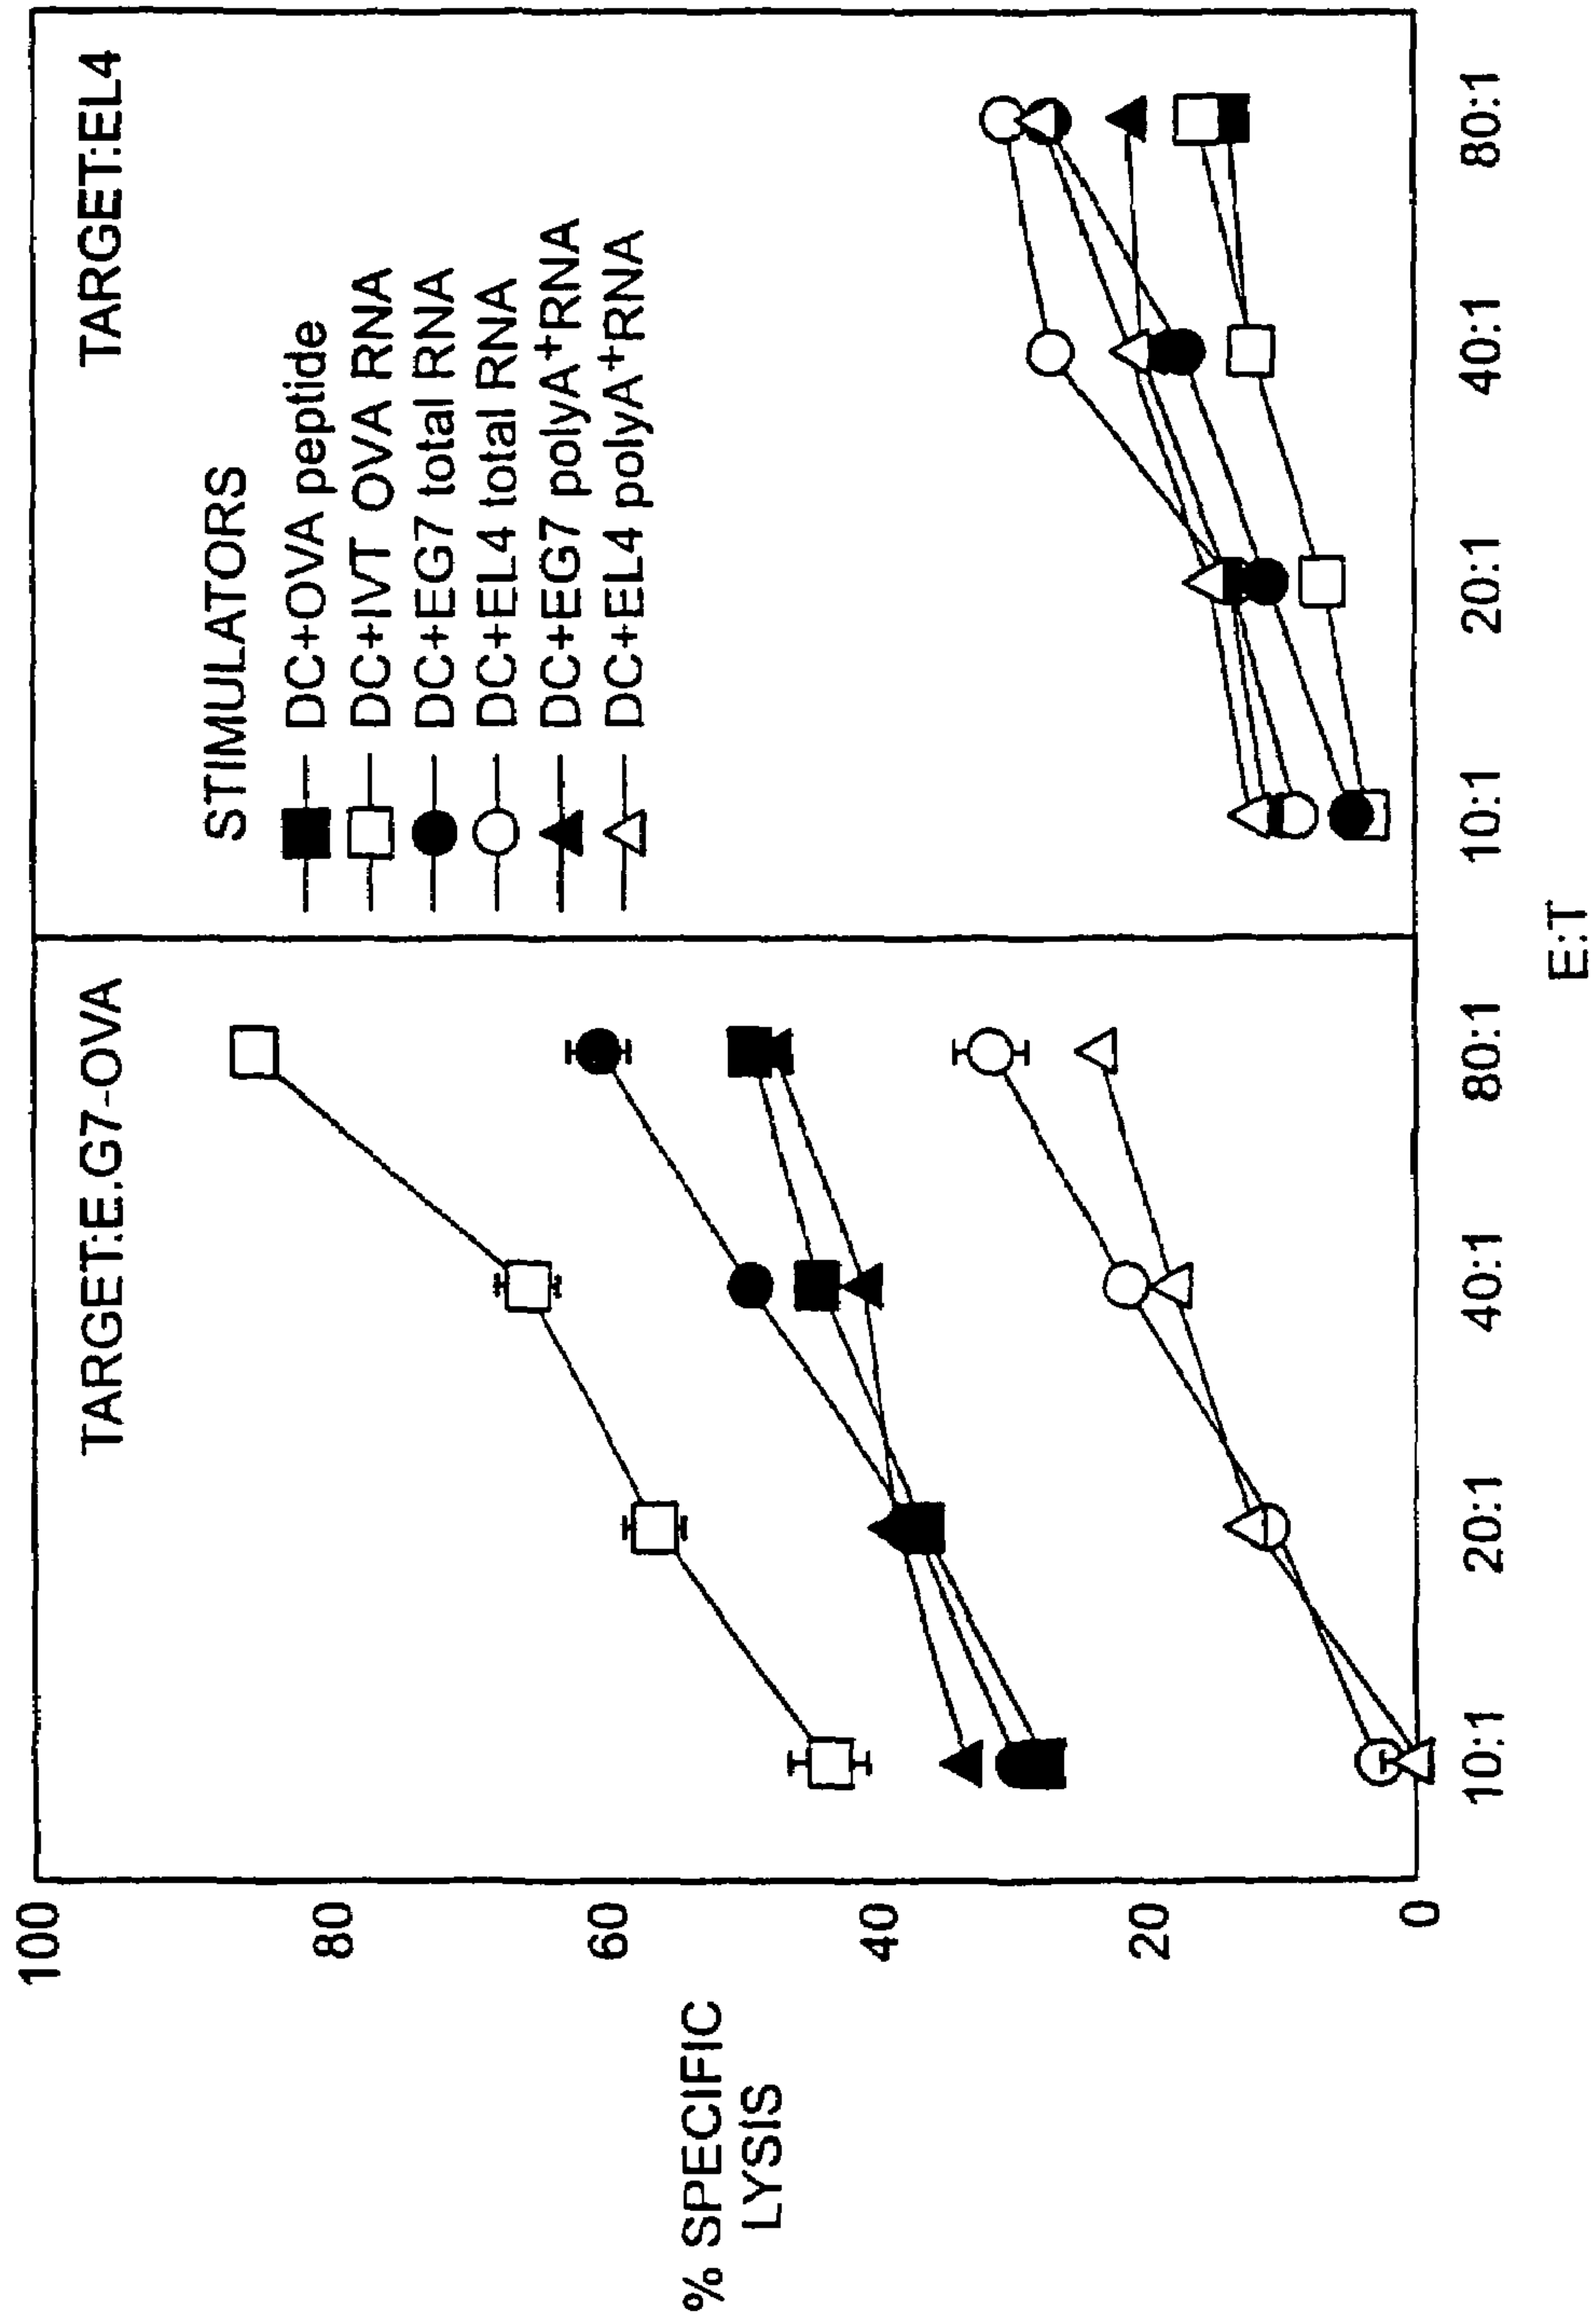 TARGET:E.G7-OVA
TARGET:EL4
STIMULATORS
DC+OVA peptide
DC+IVT OVA RNA
DC+EG7 total RNA
DC+EL4 total RNA
DC+EG7 polyA+RNA
DC+EL4 polyA+RNA
% SPECIFIC
LYSIS
100
80
60
40
20
0
10:1
20:1
40:1
80:1
10:1
20:1
40:1
80:1
E:T